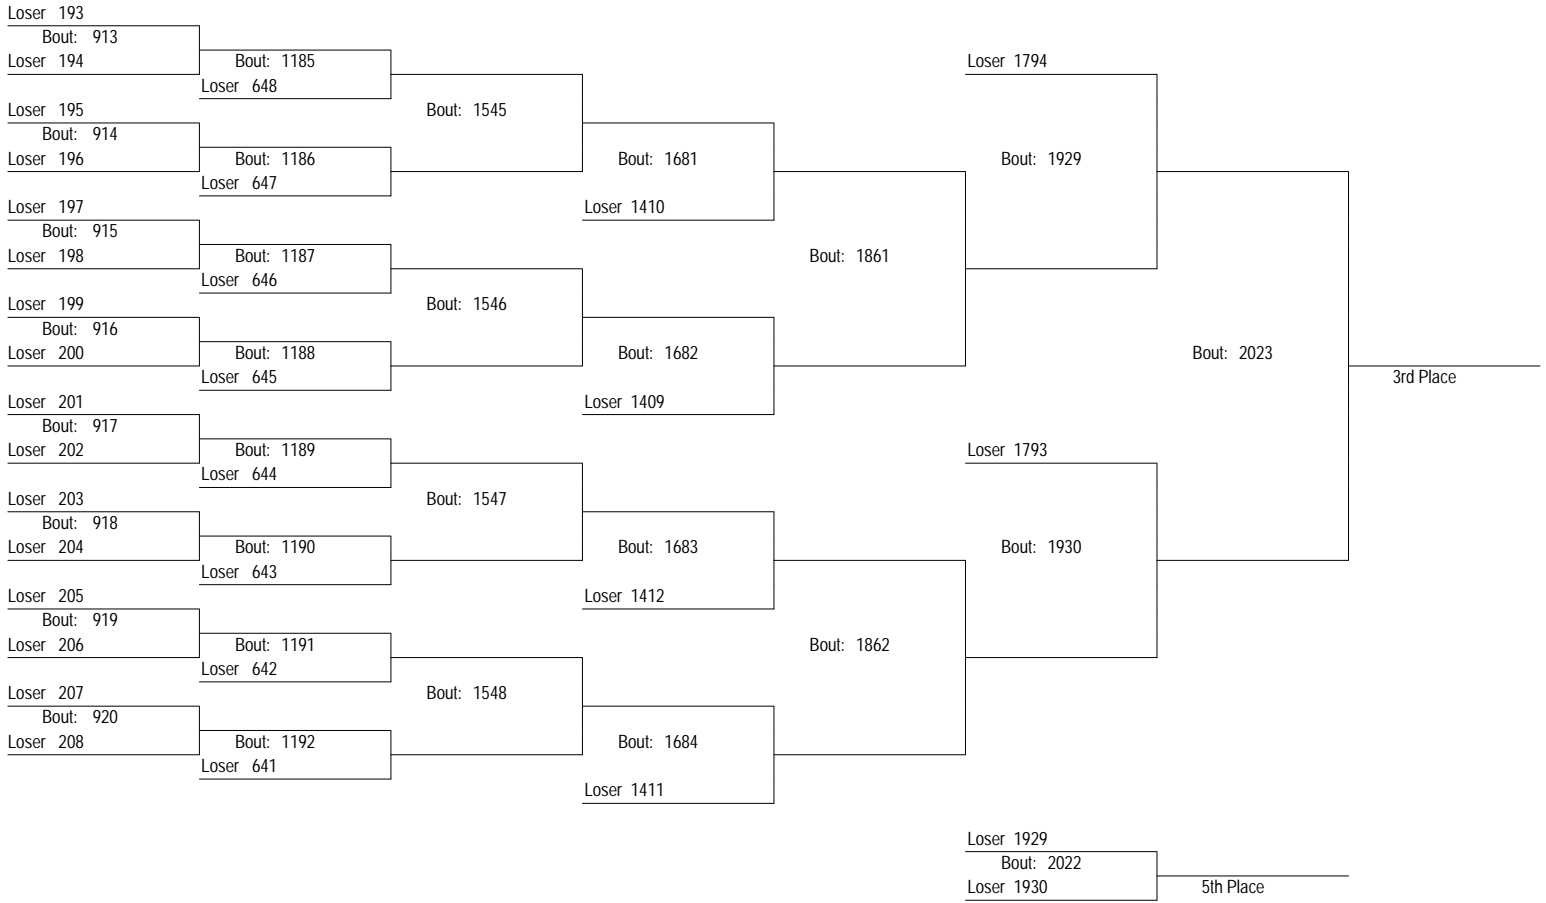 Loser 193
Bout: 913
Loser 194
Bout: 1185
Loser 648
Loser 195
Bout: 914
Loser 196
Bout: 1186
Loser 647
Bout: 1545
Loser 197
Bout: 915
Loser 198
Bout: 1187
Loser 646
Loser 199
Bout: 916
Loser 200
Bout: 1188
Loser 645
Bout: 1546
Loser 201
Bout: 917
Loser 202
Bout: 1189
Loser 644
Loser 203
Bout: 918
Loser 204
Bout: 1190
Loser 643
Bout: 1547
Loser 205
Bout: 919
Loser 206
Bout: 1191
Loser 642
Loser 207
Bout: 920
Loser 208
Bout: 1192
Loser 641
Bout: 1548
Bout: 1681
Loser 1410
Bout: 1682
Loser 1409
Bout: 1683
Loser 1412
Bout: 1684
Loser 1411
Bout: 1861
Bout: 1862
Loser 1794
Bout: 1929
Loser 1793
Bout: 1930
Bout: 2023
3rd Place
Loser 1929
Bout: 2022
Loser 1930
5th Place